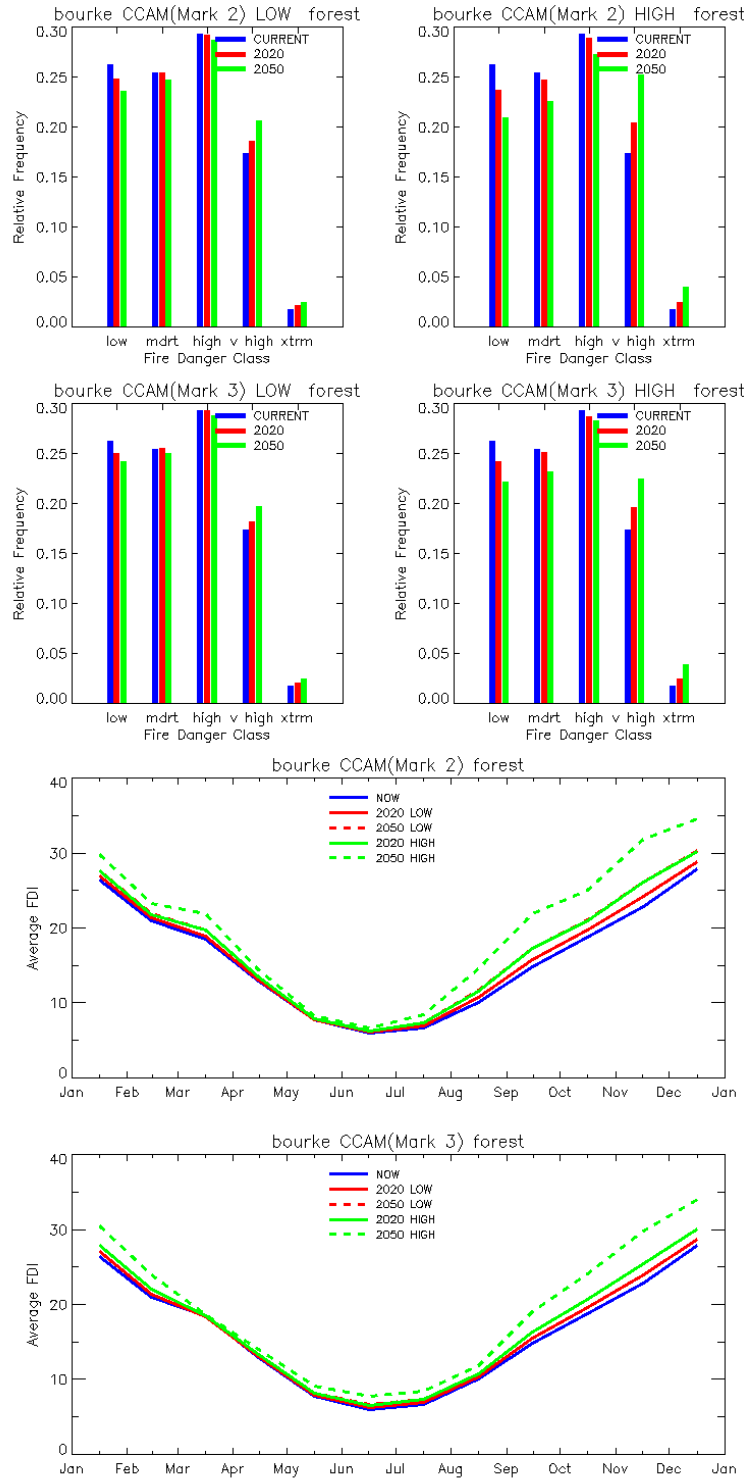 bourke CCAM(Mark 2) LOW  forest
CURRENT
2020
2050
0.30
0.25
0.20
0.15
0.10
0.05
0.00
Relative Frequency
low mdrt high v high xtrm
Fire Danger Class
bourke CCAM(Mark 2) HIGH  forest
CURRENT
2020
2050
0.30
0.25
0.20
0.15
0.10
0.05
0.00
Relative Frequency
low mdrt high v high xtrm
Fire Danger Class
bourke CCAM(Mark 3) LOW  forest
CURRENT
2020
2050
0.30
0.25
0.20
0.15
0.10
0.05
0.00
Relative Frequency
low mdrt high v high xtrm
Fire Danger Class
bourke CCAM(Mark 3) HIGH  forest
CURRENT
2020
2050
0.30
0.25
0.20
0.15
0.10
0.05
0.00
Relative Frequency
low mdrt high v high xtrm
Fire Danger Class
bourke CCAM(Mark 2) forest
NOW
2020 LOW
2050 LOW
2020 HIGH
2050 HIGH
40
30
20
10
0
Average FDI
Jan Feb Mar Apr May Jun Jul Aug Sep Oct Nov Dec Jan
bourke CCAM(Mark 3) forest
NOW
2020 LOW
2050 LOW
2020 HIGH
2050 HIGH
40
30
20
10
0
Average FDI
Jan Feb Mar Apr May Jun Jul Aug Sep Oct Nov Dec Jan